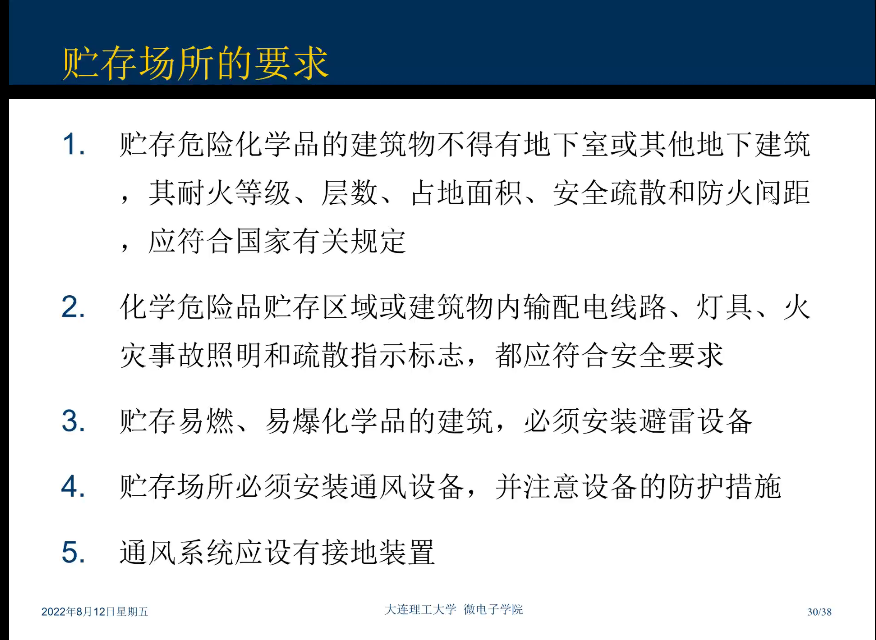 贮存场所的要求
1. 贮存危险化学品的建筑物不得有地下室或其他地下建筑
，其耐火等级、层数、占地面积、安全疏散和防火间距
，应符合国家有关规定
2. 化学危险品贮存区域或建筑物内输配电线路、灯具、火
灾事故照明和疏散指示标志，都应符合安全要求
3. 贮存易燃、易爆化学品的建筑，必须安装避雷设备
4. 贮存场所必须安装通风设备，并注意设备的防护措施
5. 通风系统应设有接地装置
2022年8月12日星期五
大连理工大学 微电子学院
30/38